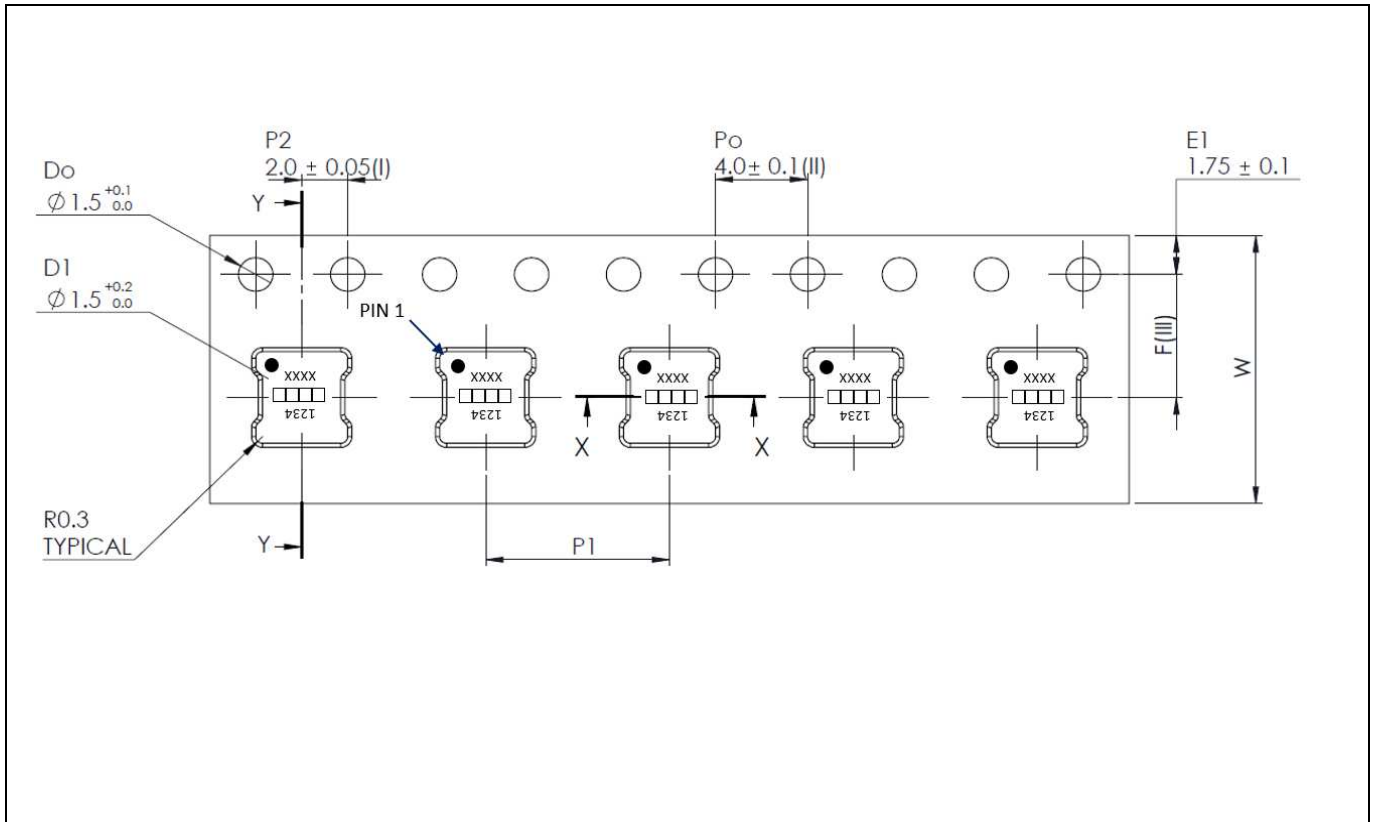 P2
2.0 ± 0.05(I)
Po
4.0± 0.1(II)
E1
1.75 ± 0.1
Do
Ø1.5 +0.1 0.0
Y
D1
Ø1.5 +0.2 0.0
PIN 1
F(III)
W
XXXX
1234
XXXX
1234
XXXX
1234
XXXX
1234
XXXX
1234
X
X
R0.3
TYPICAL
Y
P1